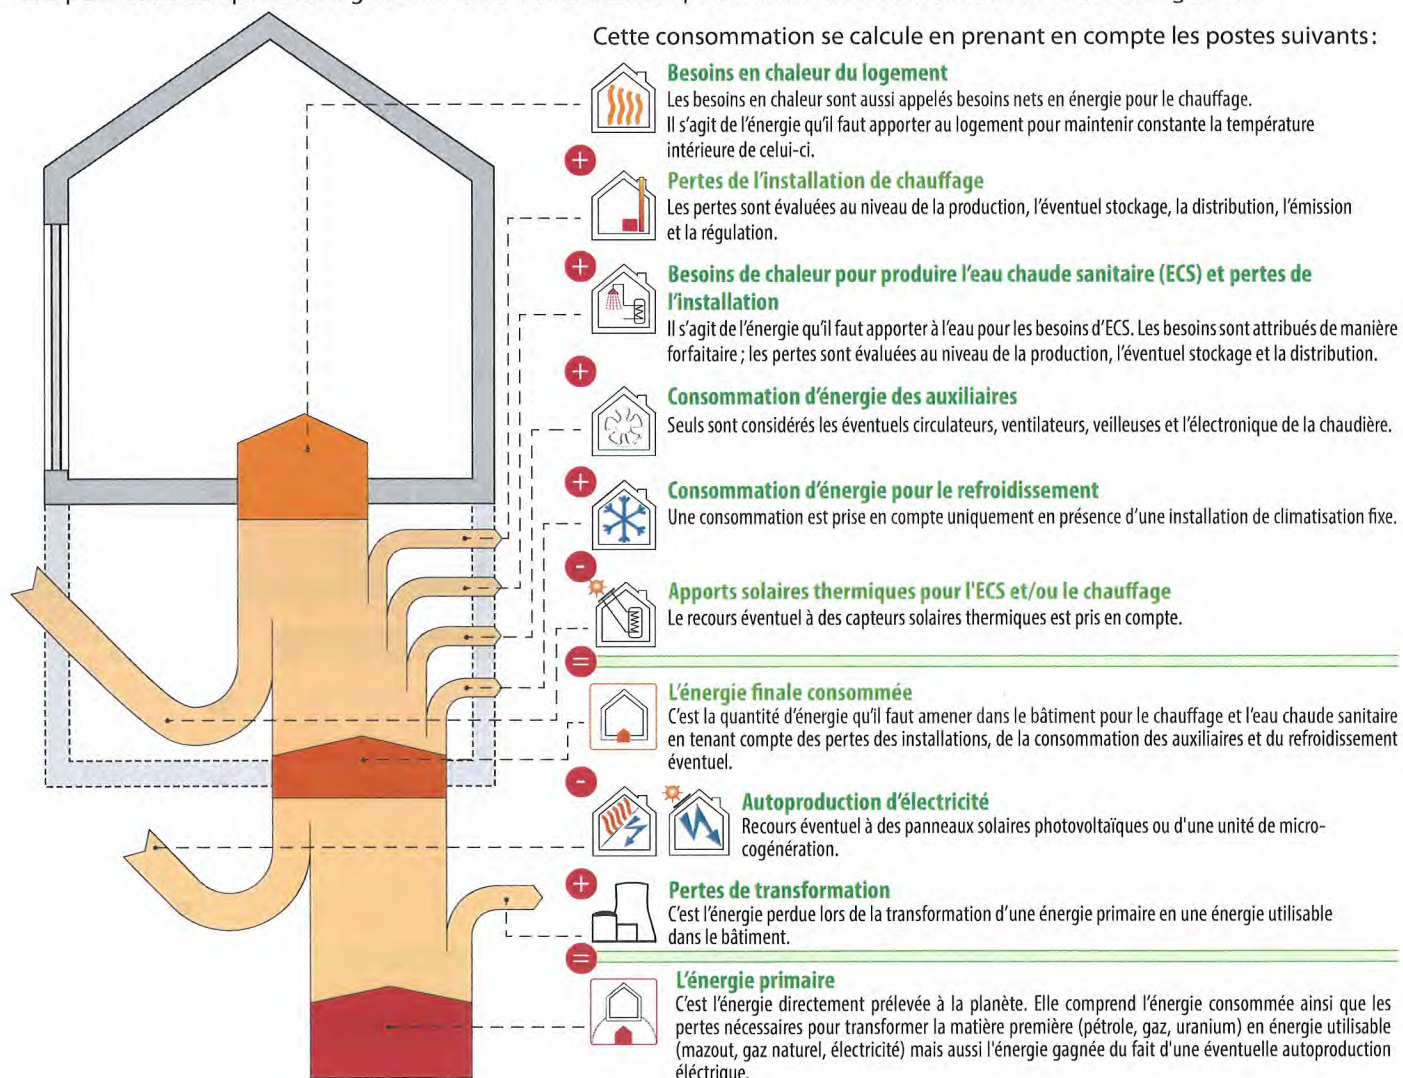 Cette consommation se calcule en prenant en compte les postes suivants :
Besoins en chaleur du logement
Les besoins en chaleur sont aussi appelés besoins nets en énergie pour le chauffage.
Il s'agit de l'énergie qu'il faut apporter au logement pour maintenir constante la température
intérieure de celui-ci.
+
Pertes de l'installation de chauffage
Les pertes sont évaluées au niveau de la production, l'éventuel stockage, la distribution, l'émission
et la régulation.
+
Besoins de chaleur pour produire l'eau chaude sanitaire (ECS) et pertes de
l'installation
Il s'agit de l'énergie qu'il faut apporter à l'eau pour les besoins d'ECS. Les besoins sont attribués de manière
forfaitaire ; les pertes sont évaluées au niveau de la production, l'éventuel stockage et la distribution.
+
Consommation d'énergie des auxiliaires
Seuls sont considérés les éventuels circulateurs, ventilateurs, veilleuses et l'électronique de la chaudière.
+
Consommation d'énergie pour le refroidissement
Une consommation est prise en compte uniquement en présence d'une installation de climatisation fixe.
-
Apports solaires thermiques pour l'ECS et/ou le chauffage
Le recours éventuel à des capteurs solaires thermiques est pris en compte.
=
L'énergie finale consommée
C'est la quantité d'énergie qu'il faut amener dans le bâtiment pour le chauffage et l'eau chaude sanitaire
en tenant compte des pertes des installations, de la consommation des auxiliaires et du refroidissement
éventuel.
-
Autoproduction d'électricité
Recours éventuel à des panneaux solaires photovoltaïques ou d'une unité de micro-
cogénération.
+
Pertes de transformation
C'est l'énergie perdue lors de la transformation d'une énergie primaire en une énergie utilisable
dans le bâtiment.
=
L'énergie primaire
C'est l'énergie directement prélevée à la planète. Elle comprend l'énergie consommée ainsi que les
pertes nécessaires pour transformer la matière première (pétrole, gaz, uranium) en énergie utilisable
(mazout, gaz naturel, électricité) mais aussi l'énergie gagnée du fait d'une éventuelle autoproduction
éléctrique.